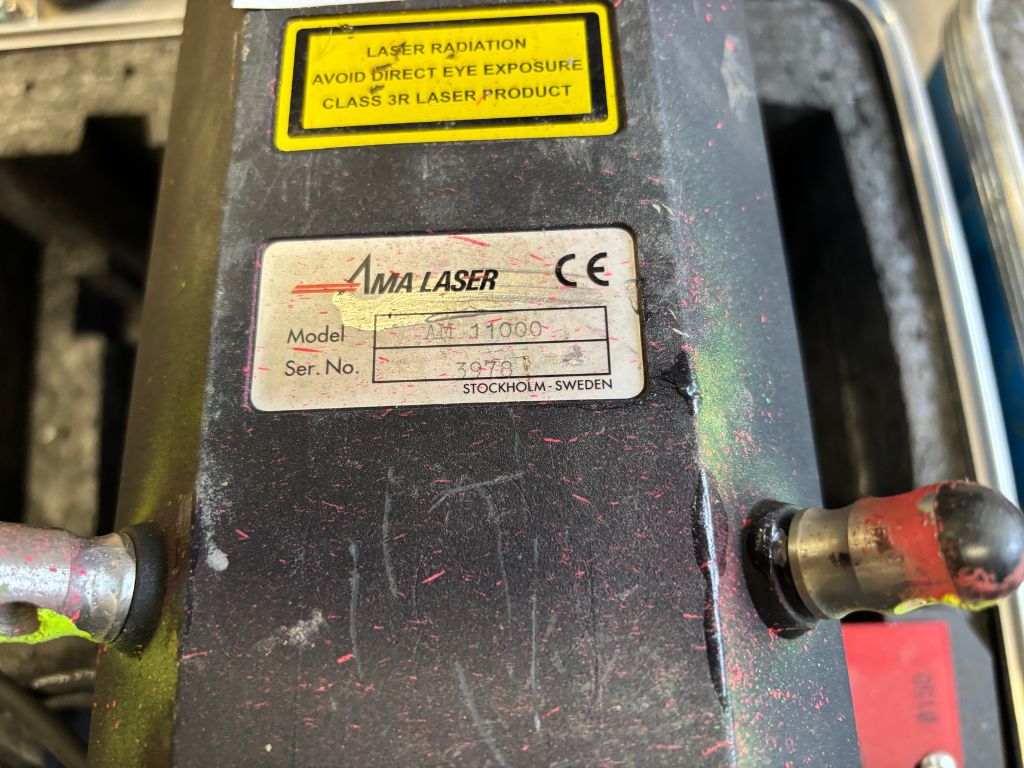 LASER RADIATION
AVOID DIRECT EYE EXPOSURE
CLASS 3R LASER PRODUCT
AMA LASER CE
Model AM 11000
Ser. No. 3978
STOCKHOLM - SWEDEN
Ø150